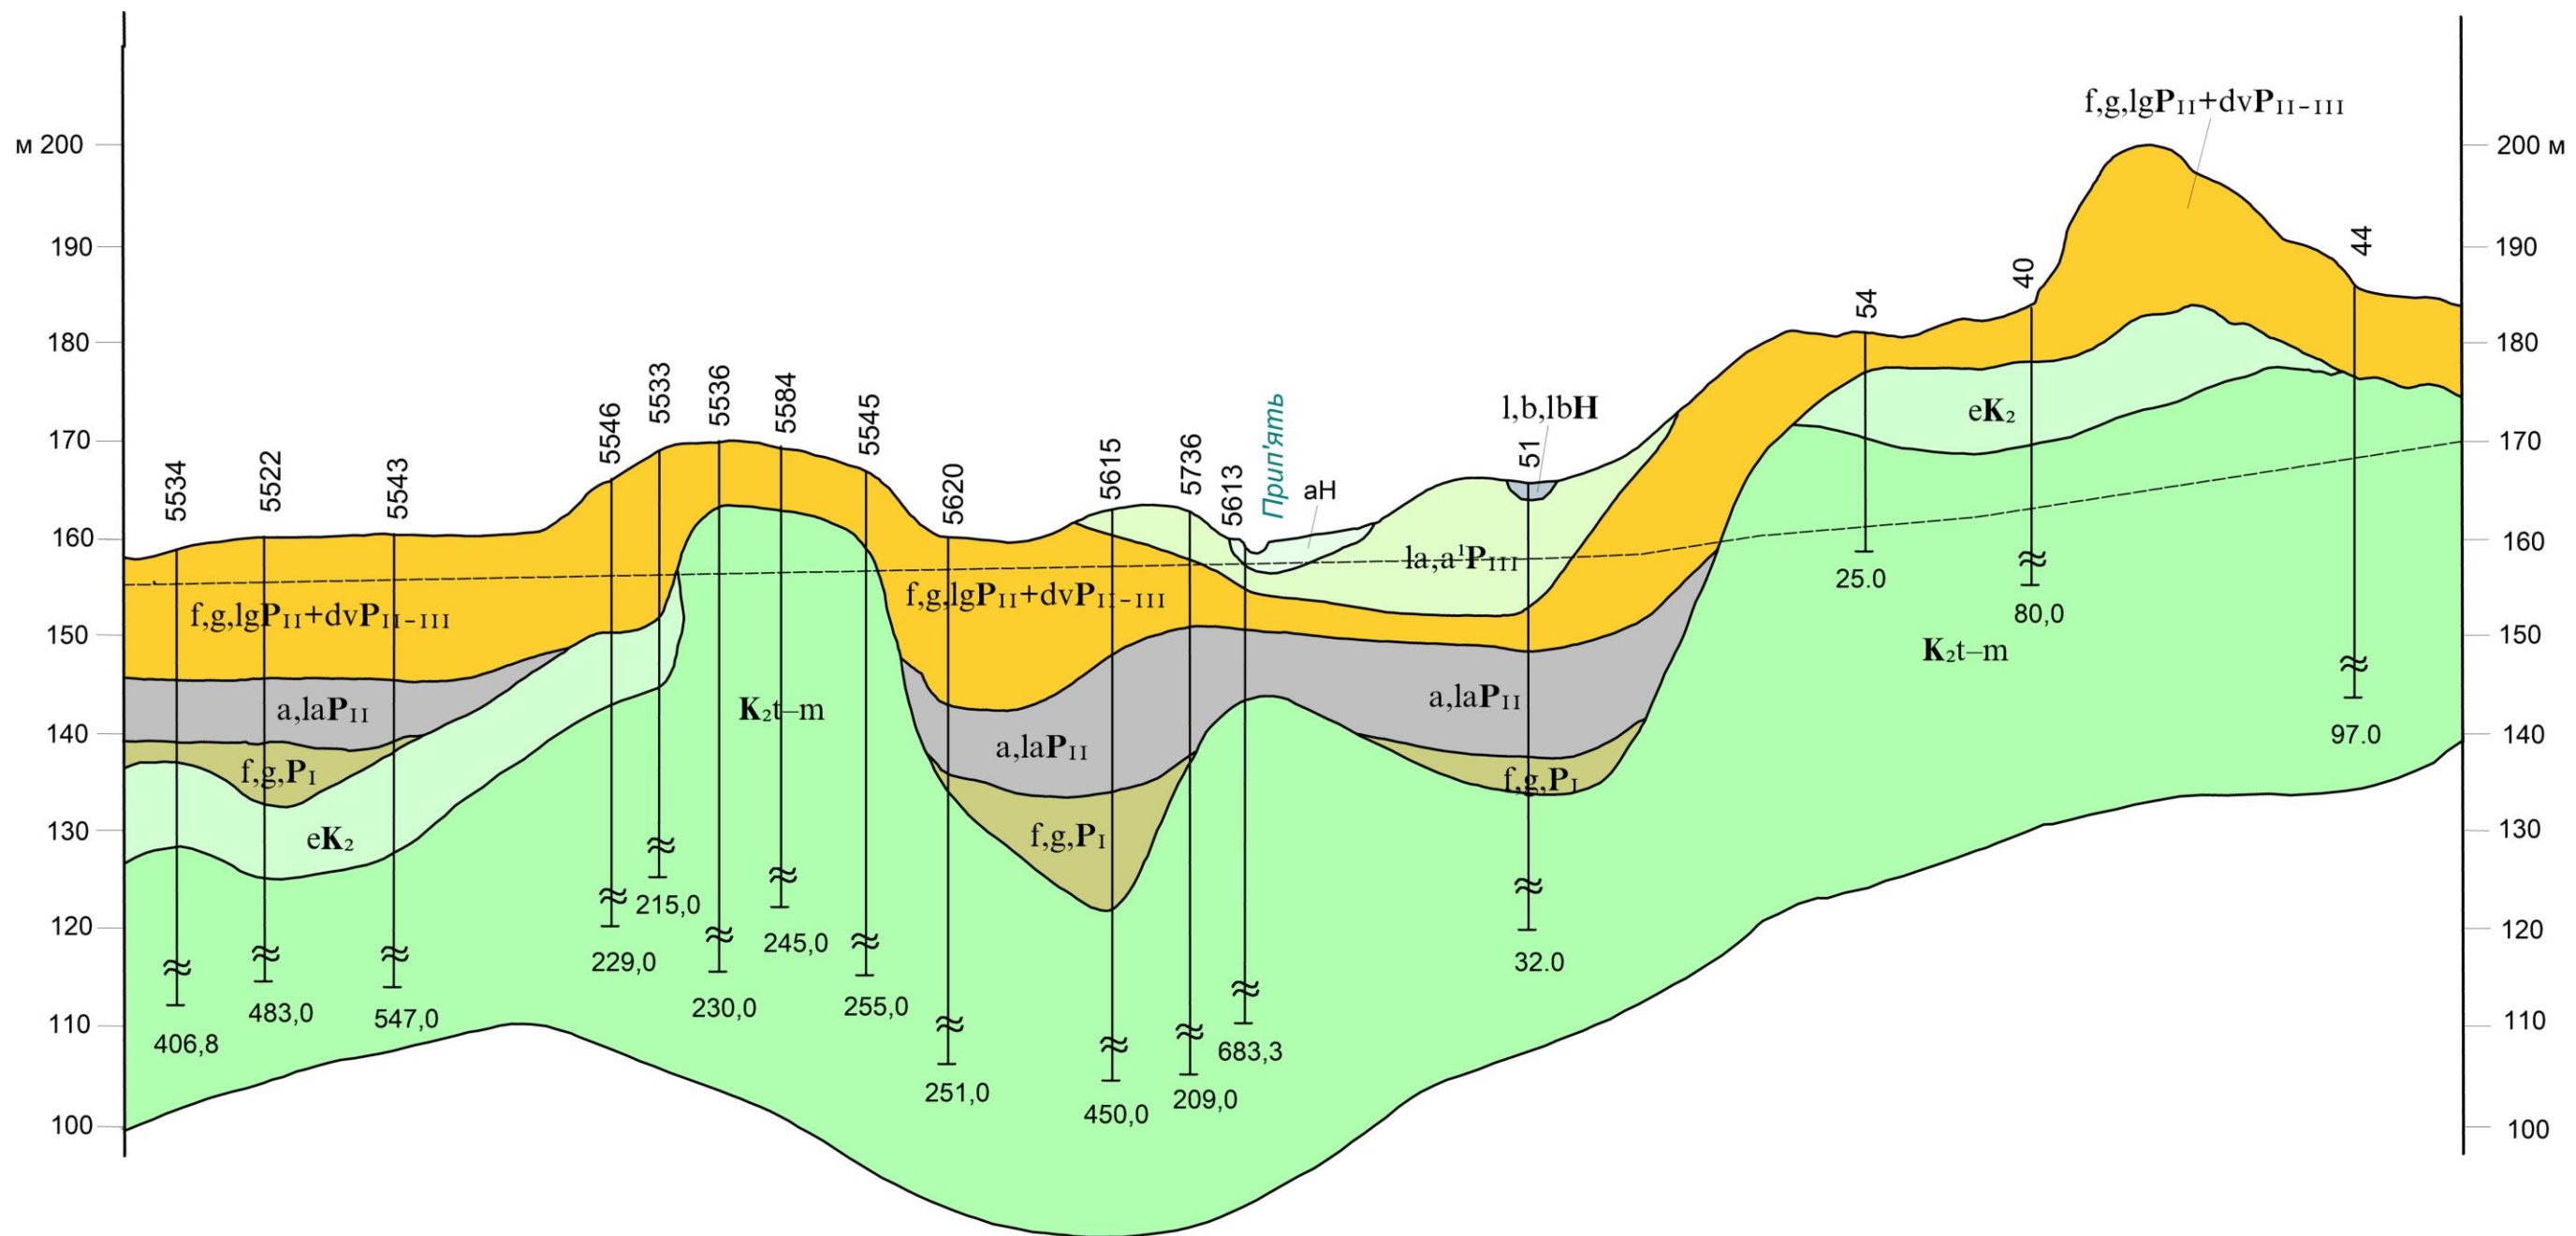 f,g,lgPII+dvPII-III
м 200
200 м
190
190
180
180
170
170
160
160
150
150
140
140
130
130
120
120
110
110
100
100
5534
5522
5543
5546
5533
5536
5584
5545
5620
5615
5736
5613
Прип'ять
aH
l,b,lbH
51
54
40
44
la,a¹PIII
f,g,lgPII+dvPII-III
f,g,lgPII+dvPII-III
eK₂
K₂t–m
K₂t–m
a,laPII
a,laPII
a,laPII
f,g,PI
f,g,PI
f,g,PI
eK₂
406,8
483,0
547,0
229,0
215,0
230,0
245,0
255,0
251,0
450,0
209,0
683,3
32.0
25.0
80,0
97.0